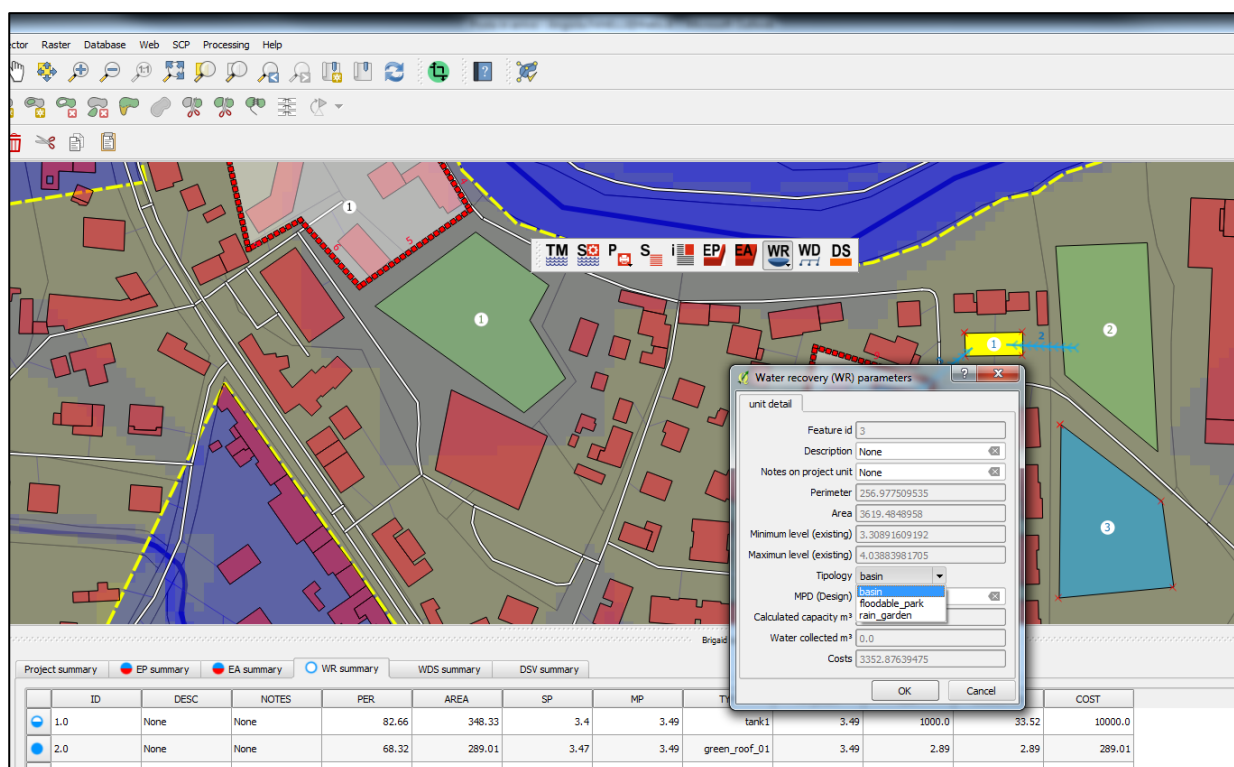 ector Raster Database Web SCP Processing Help
1:1
?
1
6
5
TM SO P S i EP EA WR WD DS
1
2
1
2
3
Water recovery (WR) parameters
?
unit detail
Feature id 3
Description None
Notes on project unit None
Perimeter 256.977509535
Area 3619.4848958
Minimum level (existing) 3.30891609192
Maximun level (existing) 4.03883981705
Tipology basin
basin
floodable_park
rain_garden
MPD (Design)
Calculated capacity m³
Water collected m³ 0.0
Costs 3352.87639475
OK Cancel
Brigaid
Project summary EP summary EA summary WR summary WDS summary DSV summary
ID DESC NOTES PER AREA SP MP TY COST
1.0 None None 82.66 348.33 3.4 3.49 tank1 3.49 1000.0 33.52 10000.0
2.0 None None 68.32 289.01 3.47 3.49 green_roof_01 3.49 2.89 2.89 289.01